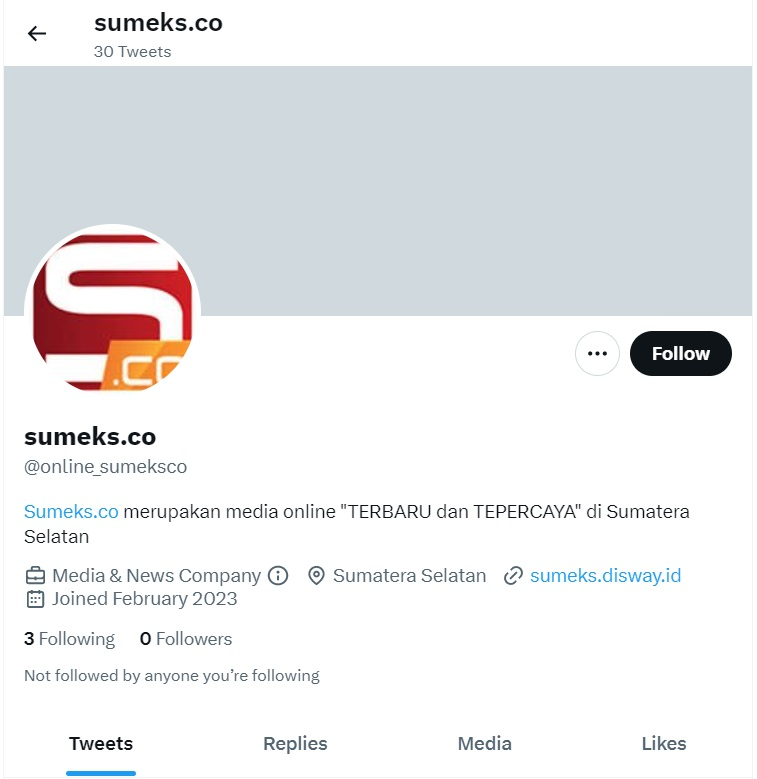 sumeks.co
30 Tweets
S
.CO
Follow
sumeks.co
@online_sumeksco
Sumeks.co merupakan media online "TERBARU dan TEPERCAYA" di Sumatera
Selatan
Media & News Company Sumatera Selatan sumeks.disway.id
Joined February 2023
3 Following 0 Followers
Not followed by anyone you’re following
Tweets Replies Media Likes